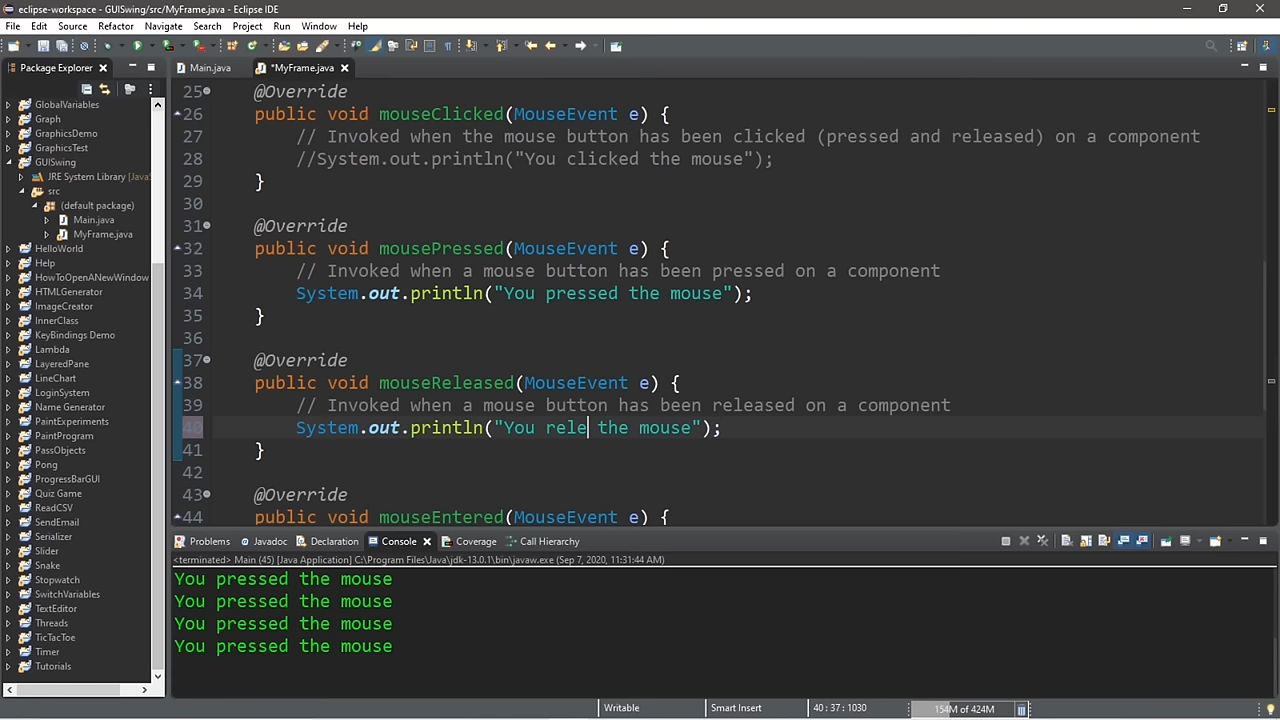 eclipse-workspace - GUISwing/src/MyFrame.java - Eclipse IDE
File Edit Source Refactor Navigate Search Project Run Window Help
Package Explorer
Main.java
*MyFrame.java
GlobalVariables
Graph
GraphicsDemo
GraphicsTest
GUISwing
JRE System Library [JavaS
src
(default package)
Main.java
MyFrame.java
HelloWorld
Help
HowToOpenANewWindow
HTMLGenerator
ImageCreator
InnerClass
KeyBindings Demo
Lambda
LayeredPane
LineChart
LoginSystem
Name Generator
PaintExperiments
PaintProgram
PassObjects
Pong
ProgressBarGUI
Quiz Game
ReadCSV
SendEmail
Serializer
Slider
Snake
Stopwatch
SwitchVariables
TextEditor
Threads
TicTacToe
Timer
Tutorials
25 @Override
26 public void mouseClicked(MouseEvent e) {
27 // Invoked when the mouse button has been clicked (pressed and released) on a component
28 //System.out.println("You clicked the mouse");
29 }
30
31 @Override
32 public void mousePressed(MouseEvent e) {
33 // Invoked when a mouse button has been pressed on a component
34 System.out.println("You pressed the mouse");
35 }
36
37 @Override
38 public void mouseReleased(MouseEvent e) {
39 // Invoked when a mouse button has been released on a component
40 System.out.println("You rele the mouse");
41 }
42
43 @Override
44 public void mouseEntered(MouseEvent e) {
Problems Javadoc Declaration Console Coverage Call Hierarchy
<terminated> Main (45) [Java Application] C:\Program Files\Java\jdk-13.0.1\bin\javaw.exe (Sep 7, 2020, 11:31:44 AM)
You pressed the mouse
You pressed the mouse
You pressed the mouse
You pressed the mouse
Writable Smart Insert 40 : 37 : 1030 154M of 424M